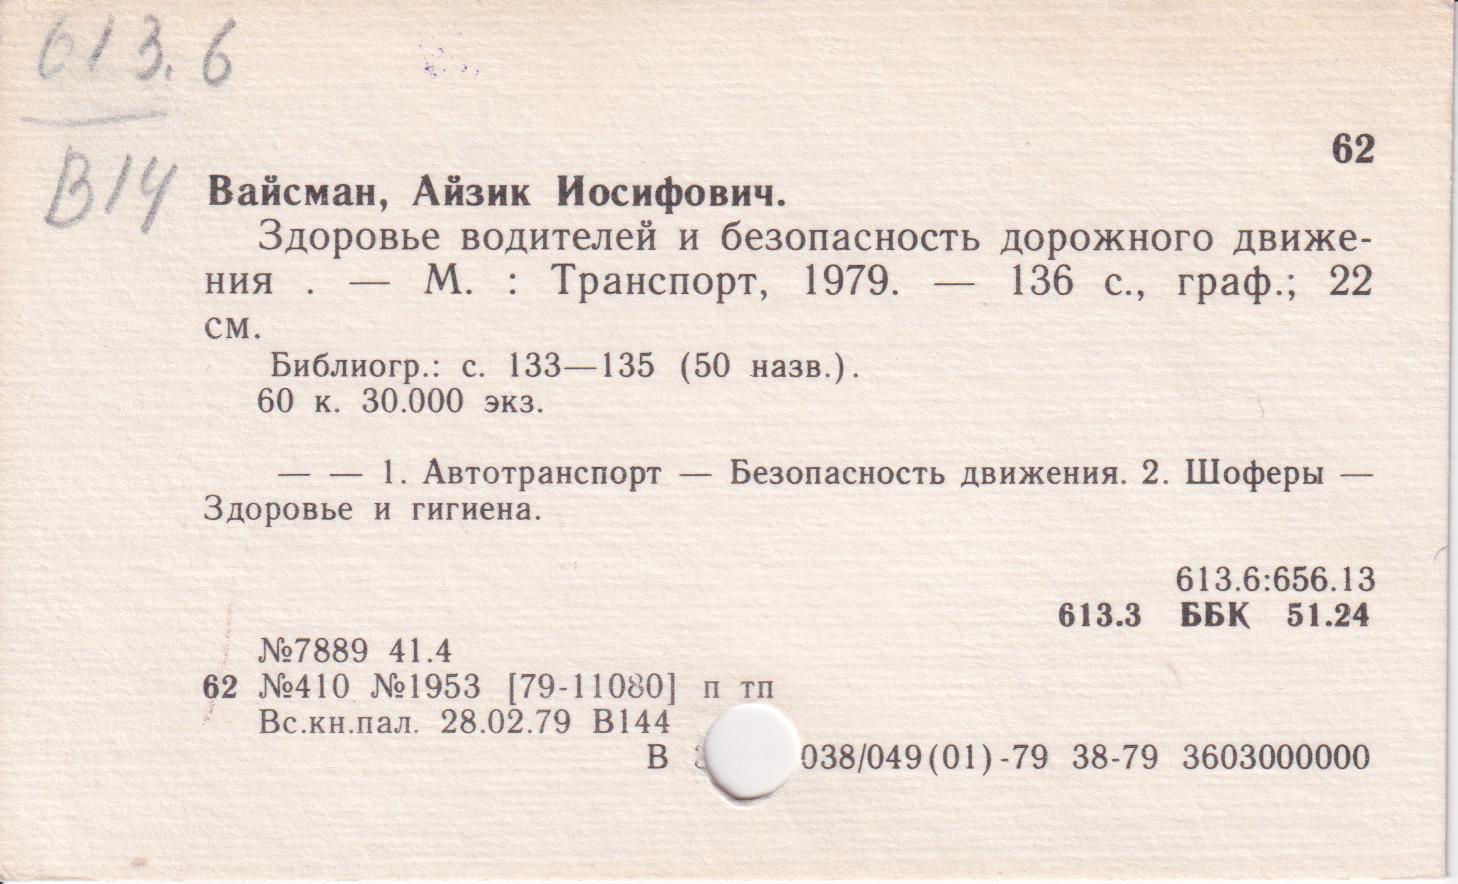 613.6
В14
62
Вайсман, Айзик Иосифович.
Здоровье водителей и безопасность дорожного движе-
ния . — М. : Транспорт, 1979. — 136 с., граф.; 22
см.
Библиогр.: с. 133—135 (50 назв.).
60 к. 30.000 экз.
— — 1. Автотранспорт — Безопасность движения. 2. Шоферы —
Здоровье и гигиена.
613.6:656.13
613.3 ББК 51.24
№7889 41.4
62 №410 №1953 [79-11080] п тп
Вс.кн.пал. 28.02.79 В144
В 038/049(01)-79 38-79 3603000000